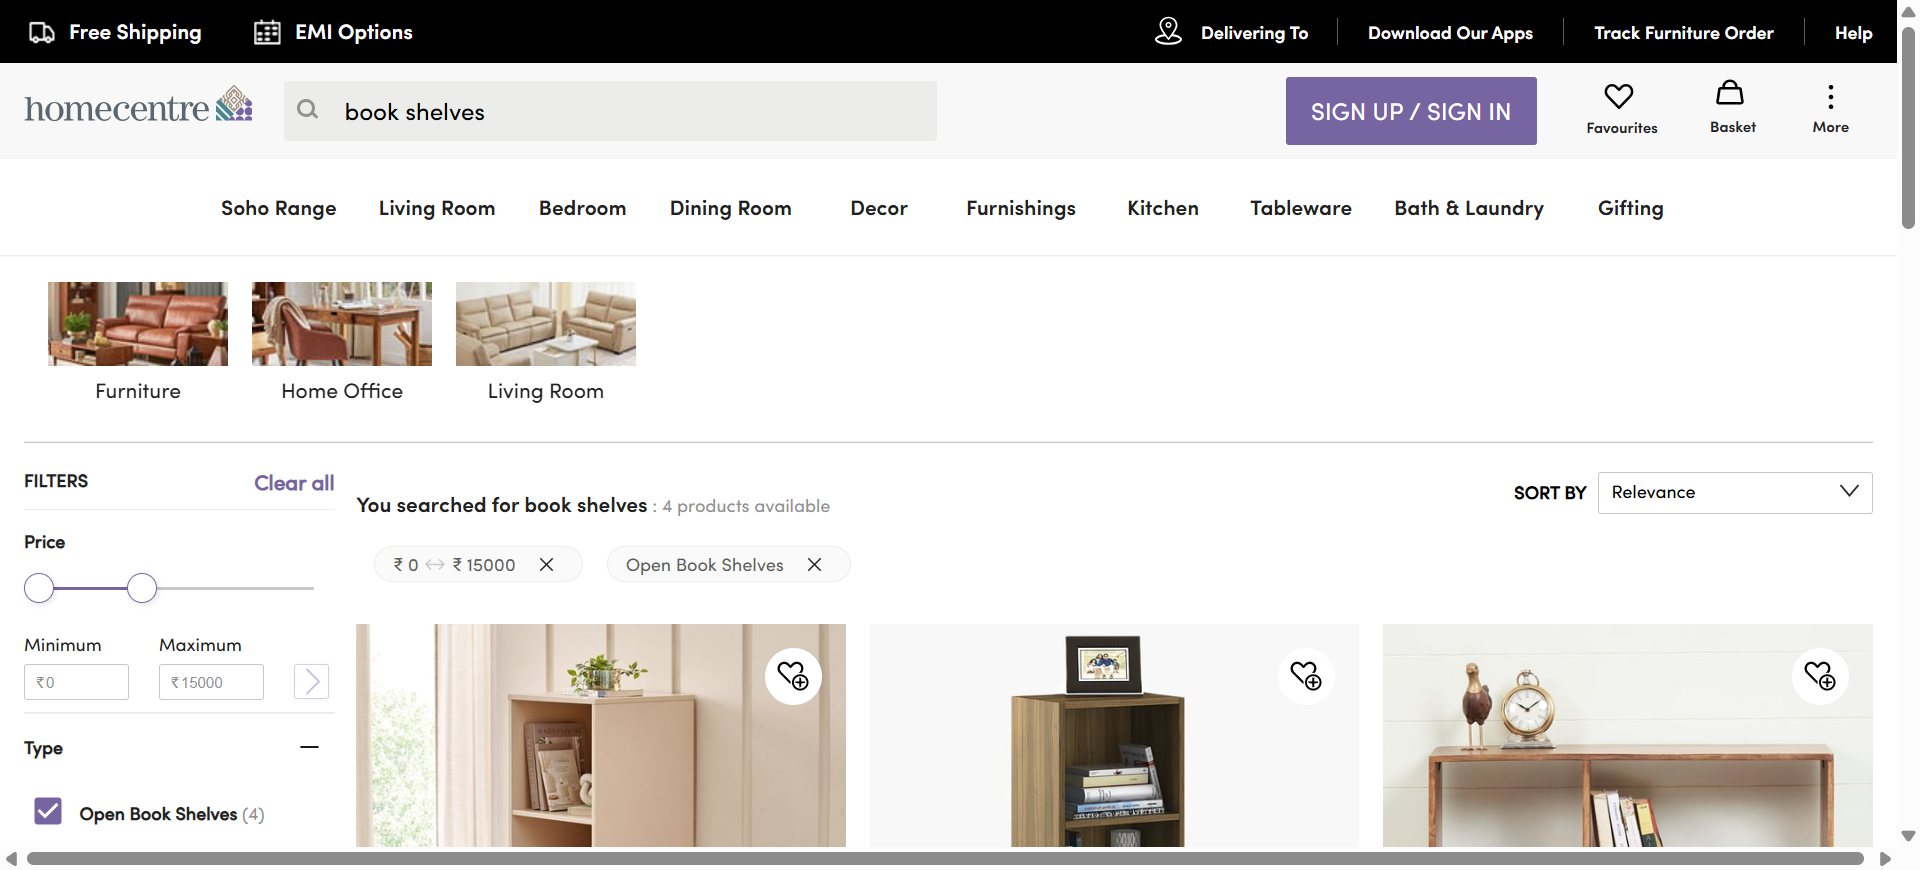 Free Shipping
EMI Options
Delivering To
Download Our Apps
Track Furniture Order
Help
homecentre
book shelves
SIGN UP / SIGN IN
Favourites
Basket
More
Soho Range
Living Room
Bedroom
Dining Room
Decor
Furnishings
Kitchen
Tableware
Bath & Laundry
Gifting
Furniture
Home Office
Living Room
FILTERS
Clear all
You searched for book shelves : 4 products available
SORT BY
Relevance
Price
₹ 0 ↔ ₹ 15000
Open Book Shelves
Minimum
Maximum
₹0
₹15000
Type
Open Book Shelves (4)